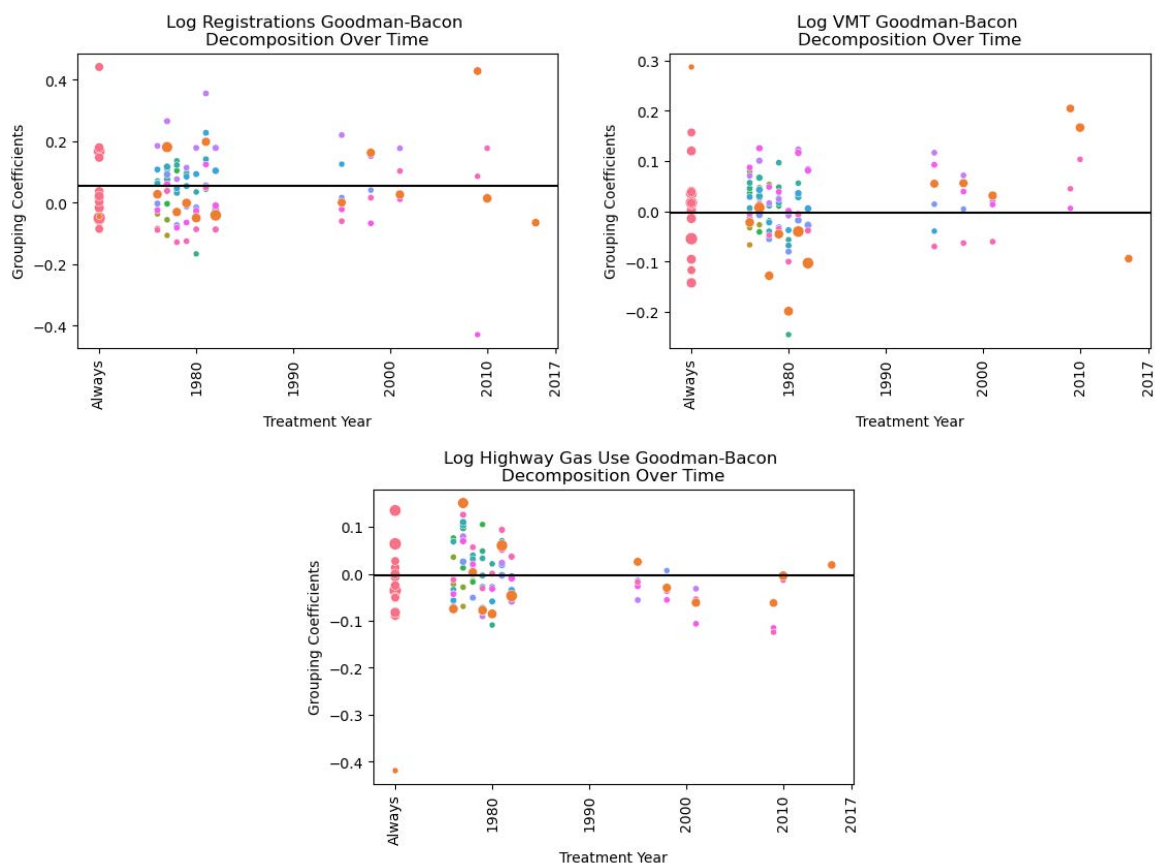 Log Registrations Goodman-Bacon
Decomposition Over Time
Grouping Coefficients
0.4
0.2
0.0
−0.2
−0.4
Always
1980
1990
2000
2010
2017
Treatment Year
Log VMT Goodman-Bacon
Decomposition Over Time
Grouping Coefficients
0.3
0.2
0.1
0.0
−0.1
−0.2
Always
1980
1990
2000
2010
2017
Treatment Year
Log Highway Gas Use Goodman-Bacon
Decomposition Over Time
Grouping Coefficients
0.1
0.0
−0.1
−0.2
−0.3
−0.4
Always
1980
1990
2000
2010
2017
Treatment Year